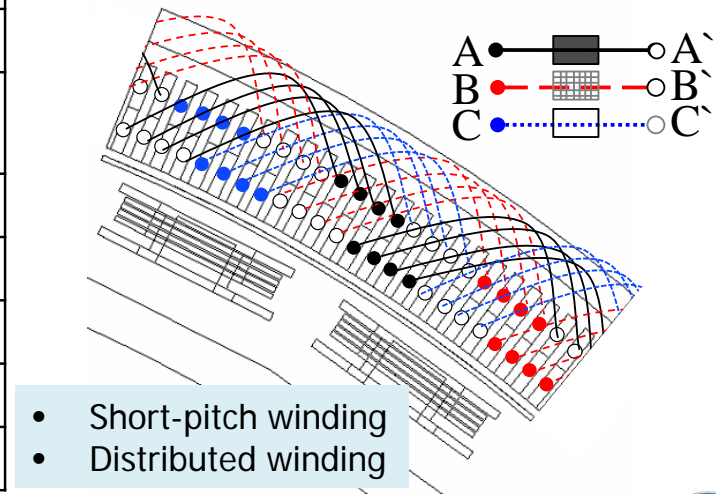 A A`
B B`
C C`
• Short-pitch winding
• Distributed winding